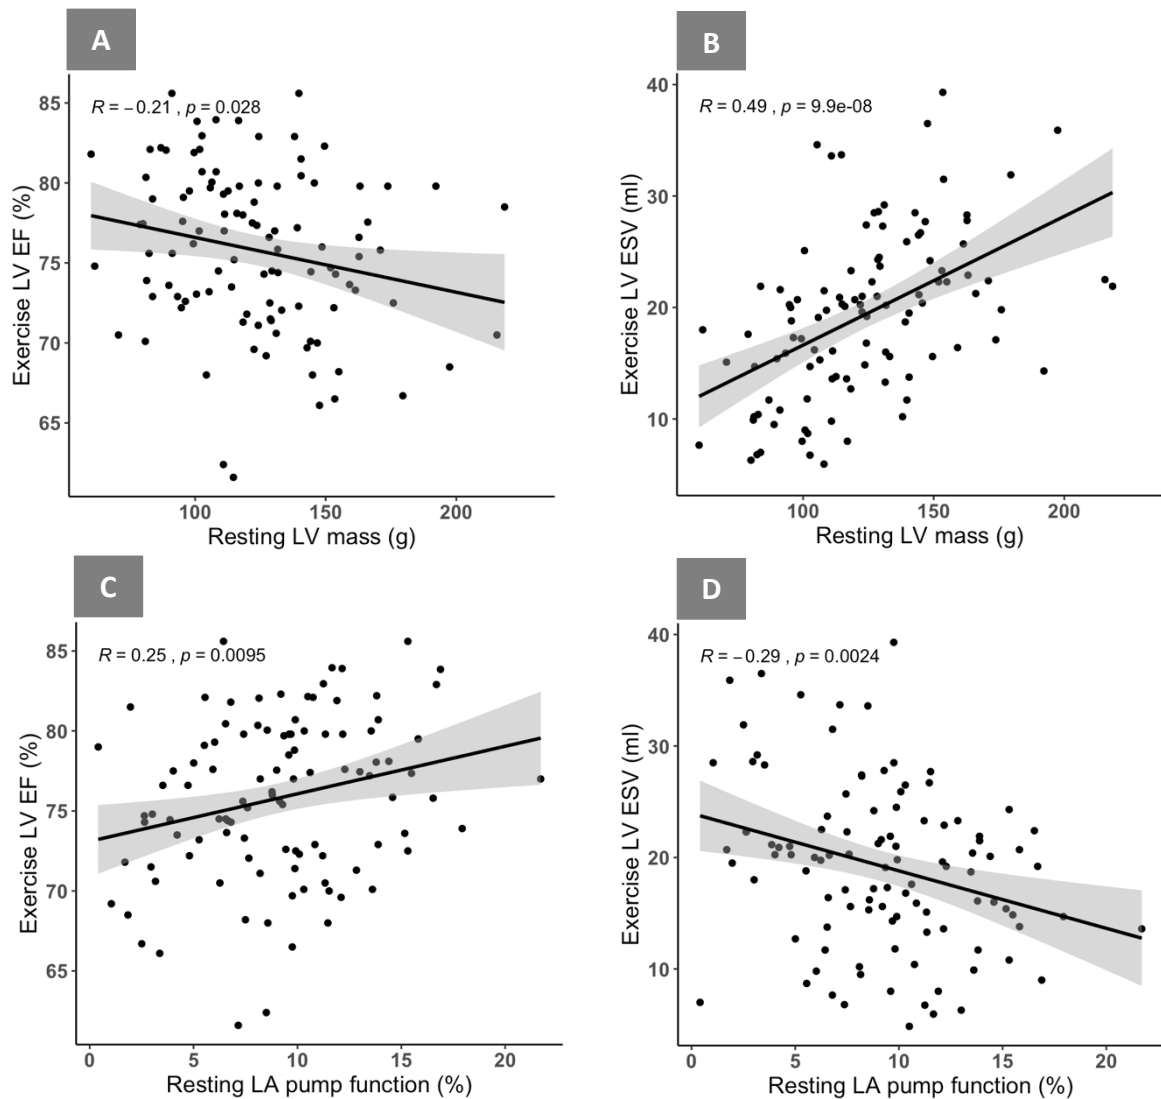 A
R = −0.21 , p = 0.028
85
80
75
70
65
Exercise LV EF (%)
100
150
200
Resting LV mass (g)
B
R = 0.49 , p = 9.9e-08
40
30
20
10
Exercise LV ESV (ml)
100
150
200
Resting LV mass (g)
C
R = 0.25 , p = 0.0095
85
80
75
70
65
Exercise LV EF (%)
0
5
10
15
20
Resting LA pump function (%)
D
R = −0.29 , p = 0.0024
40
30
20
10
Exercise LV ESV (ml)
0
5
10
15
20
Resting LA pump function (%)